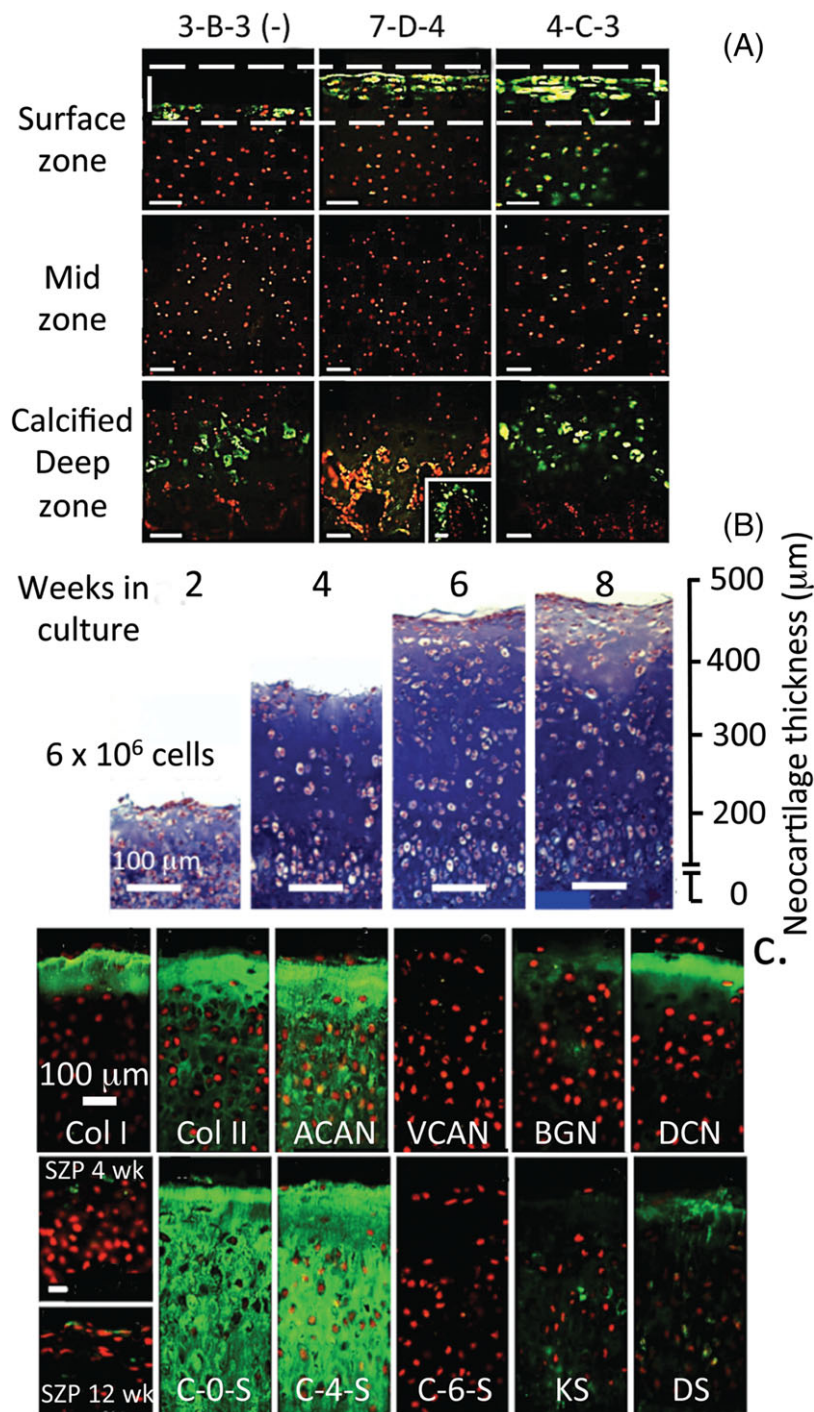 3-B-3 (-) 7-D-4 4-C-3 (A)
Surface
zone
Mid
zone
Calcified
Deep
zone
(B)
Weeks in
culture
2 4 6 8
6 x 10⁶ cells
100 μm
500
400
300
200
0
Neocartilage thickness (μm)
C.
100 μm
Col I Col II ACAN VCAN BGN DCN
SZP 4 wk
SZP 12 wk
C-0-S C-4-S C-6-S KS DS